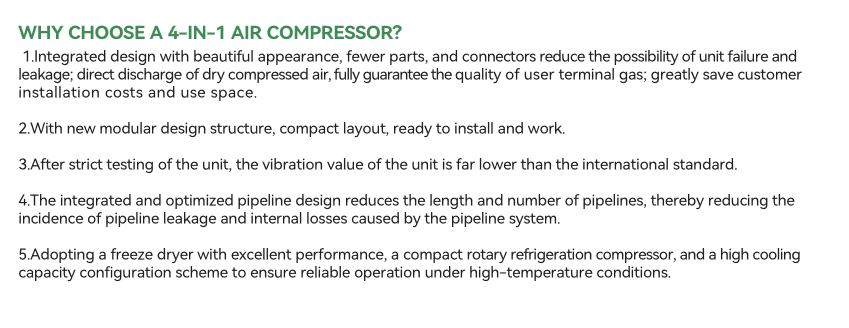 WHY CHOOSE A 4-IN-1 AIR COMPRESSOR?
1.Integrated design with beautiful appearance, fewer parts, and connectors reduce the possibility of unit failure and
leakage; direct discharge of dry compressed air, fully guarantee the quality of user terminal gas; greatly save customer
installation costs and use space.
2.With new modular design structure, compact layout, ready to install and work.
3.After strict testing of the unit, the vibration value of the unit is far lower than the international standard.
4.The integrated and optimized pipeline design reduces the length and number of pipelines, thereby reducing the
incidence of pipeline leakage and internal losses caused by the pipeline system.
5.Adopting a freeze dryer with excellent performance, a compact rotary refrigeration compressor, and a high cooling
capacity configuration scheme to ensure reliable operation under high-temperature conditions.